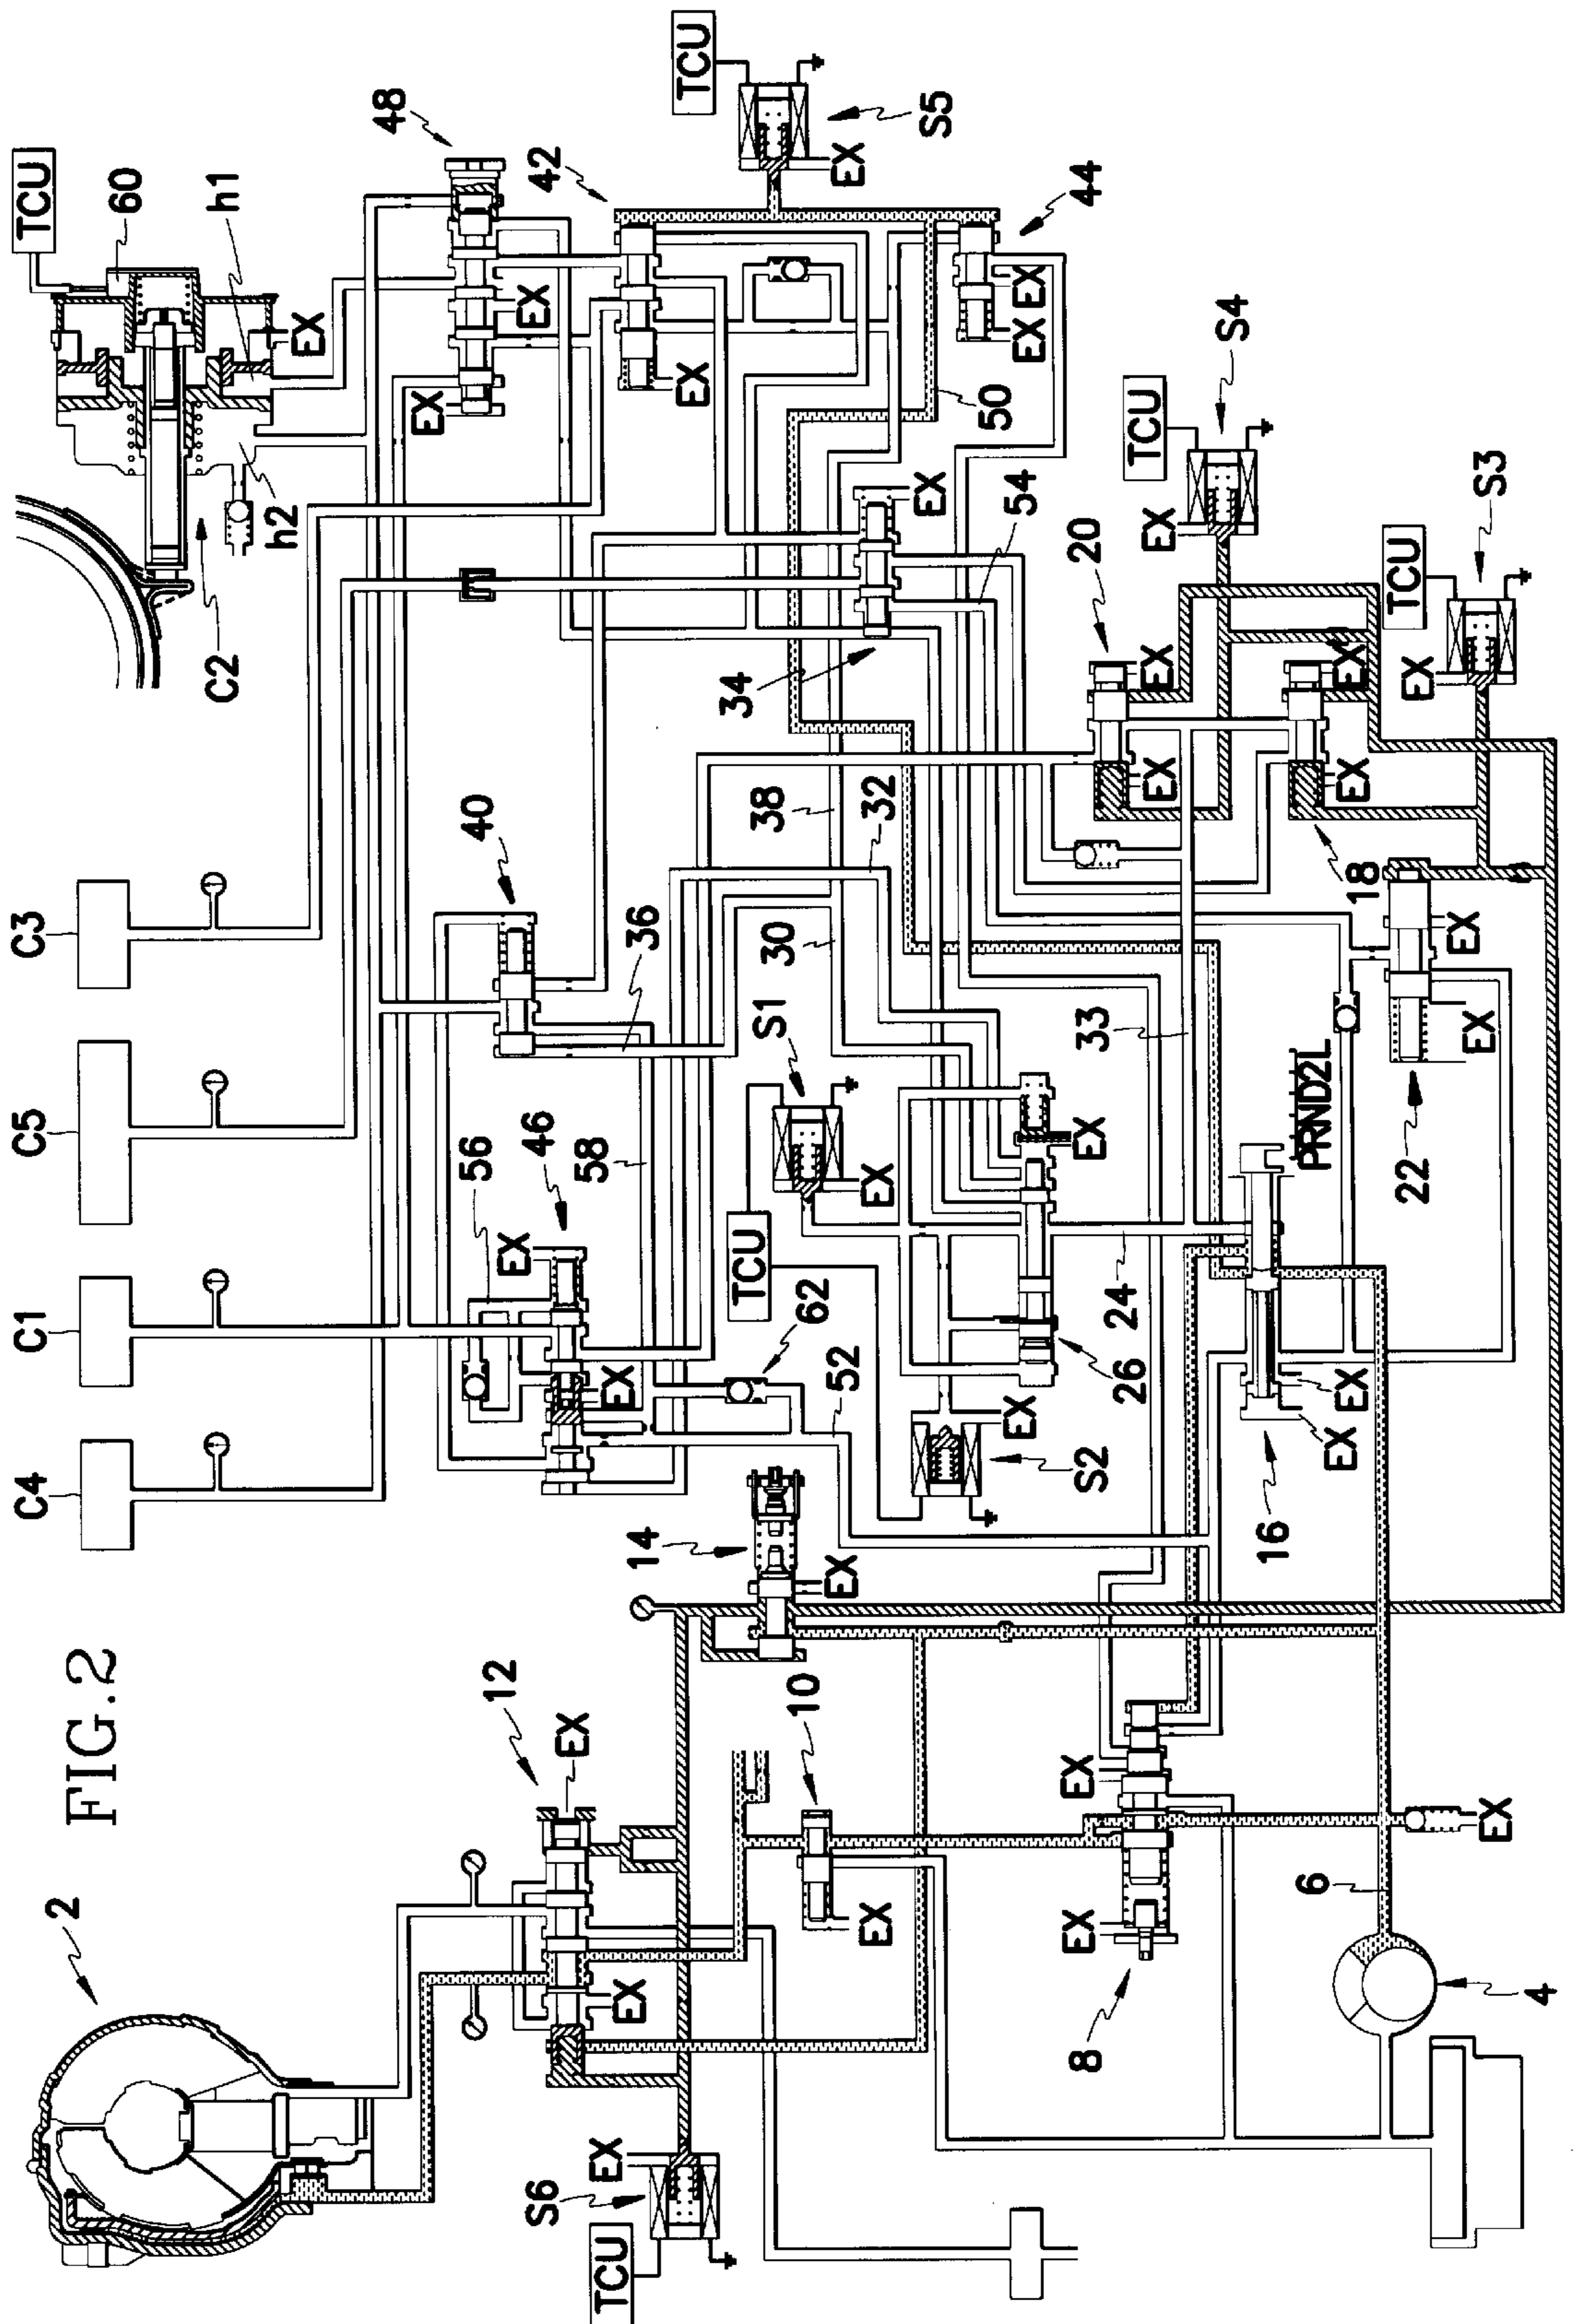 C4
C1
C5
C3
TCU
2
FIG.2
60
C2
h1
h2
EX
48
EX
56
40
12
46
EX
EX
42
S6
EX
58
TCU
EX
EX
EX
14
36
EX
TCU
34
TCU
S1
30
38
10
62
EX
52
EX
EX
EX
32
EX
S5
50
EX
54
EX
EX
8
EX
EX
S2
EX
33
44
20
24
26
TCU
EX
EX
EX
S4
16
6
PRND2L
EX
EX
EX
EX
18
TCU
22
EX
EX
EX
EX
S3
4